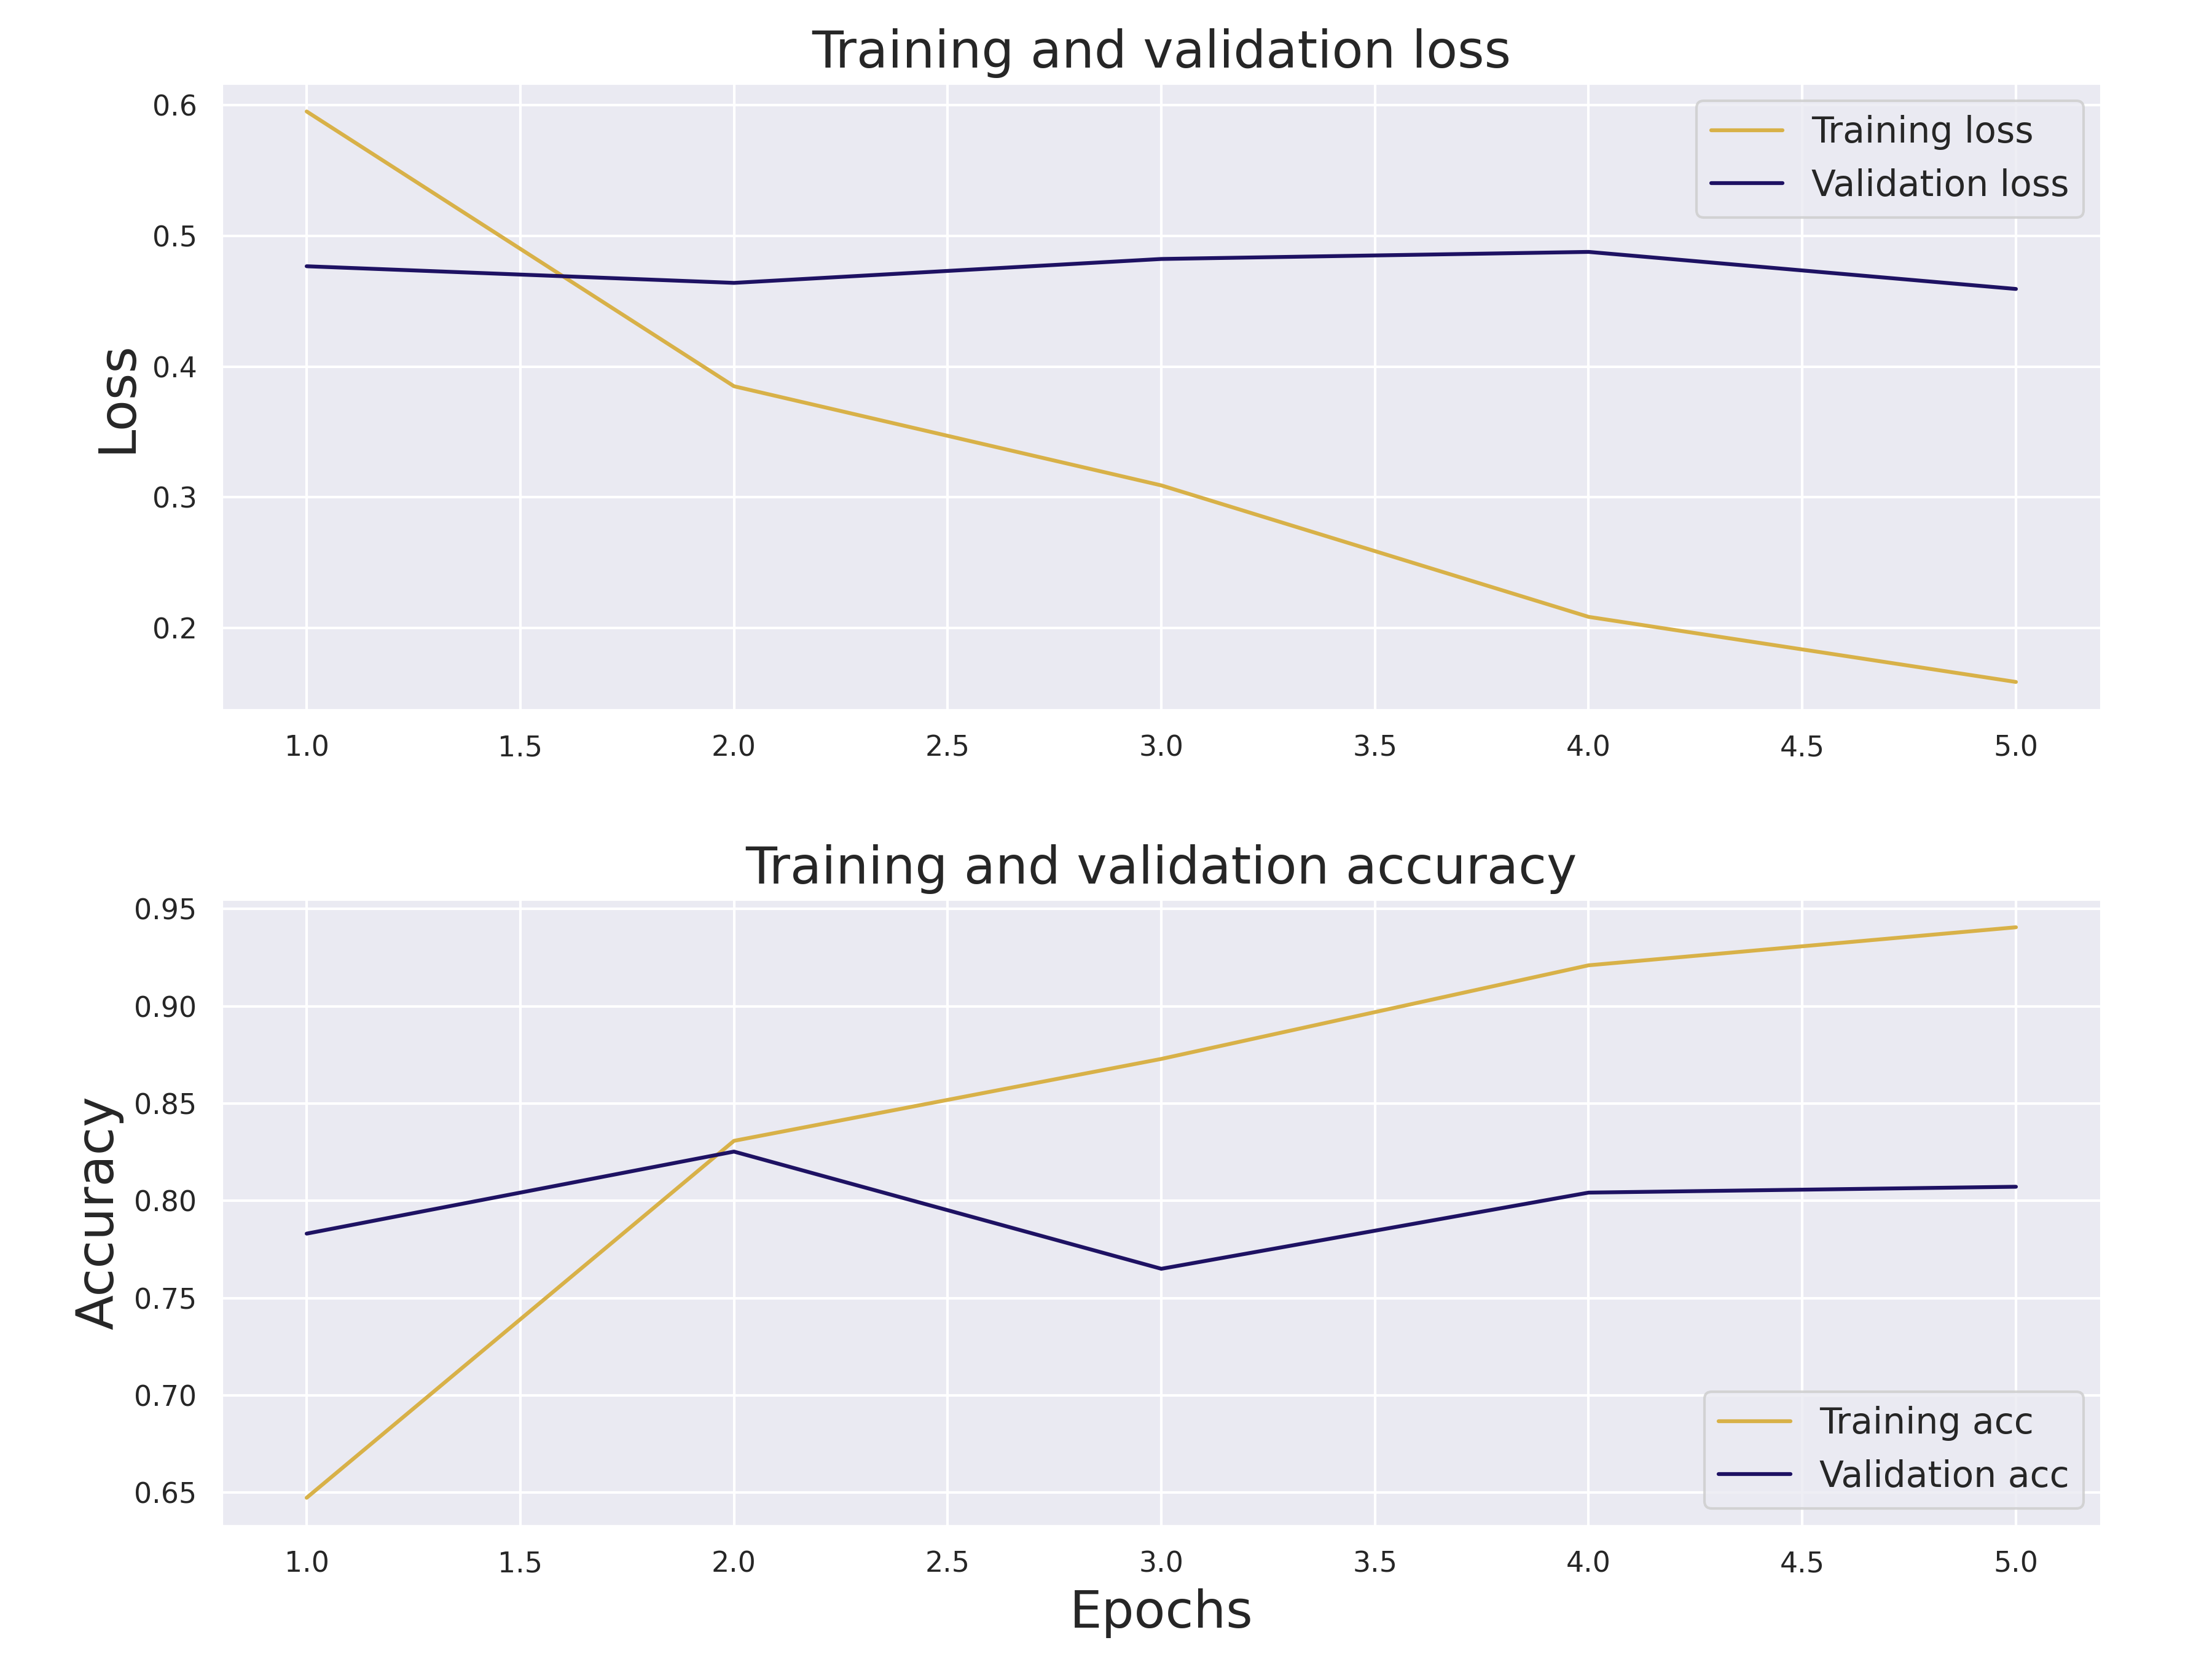 Training and validation loss
0.6
0.5
0.4
0.3
0.2
Loss
Training loss
Validation loss
1.0 1.5 2.0 2.5 3.0 3.5 4.0 4.5 5.0
Training and validation accuracy
0.95
0.90
0.85
0.80
0.75
0.70
0.65
Accuracy
Training acc
Validation acc
1.0 1.5 2.0 2.5 3.0 3.5 4.0 4.5 5.0
Epochs